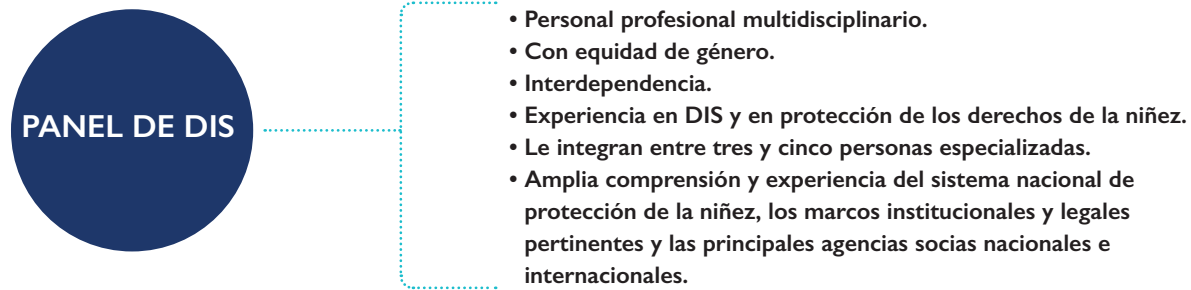 PANEL DE DIS
• Personal profesional multidisciplinario.
• Con equidad de género.
• Interdependencia.
• Experiencia en DIS y en protección de los derechos de la niñez.
• Le integran entre tres y cinco personas especializadas.
• Amplia comprensión y experiencia del sistema nacional de
protección de la niñez, los marcos institucionales y legales
pertinentes y las principales agencias socias nacionales e
internacionales.